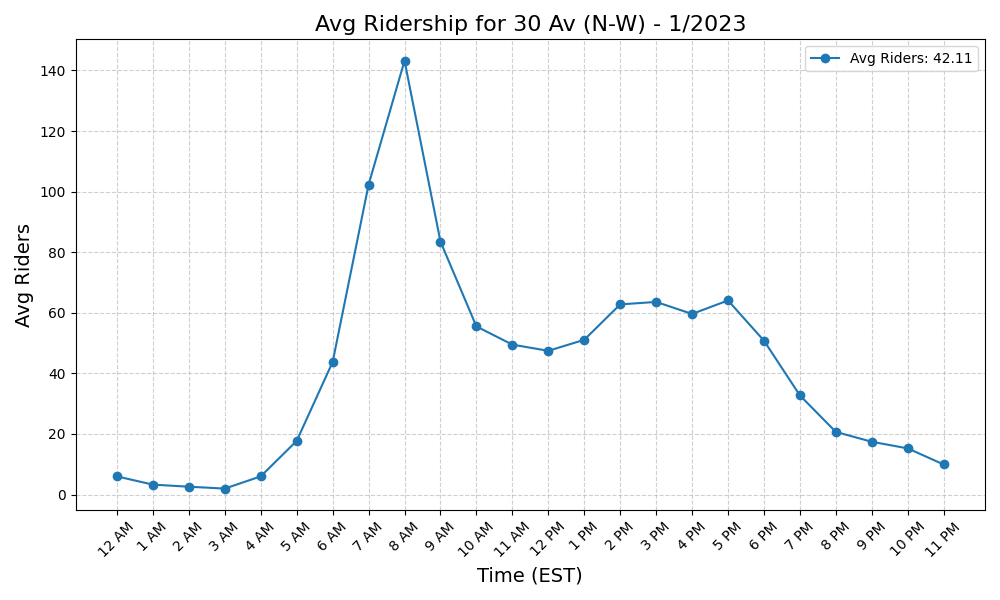 Avg Ridership for 30 Av (N-W) - 1/2023
Avg Riders: 42.11
Avg Riders
140
120
100
80
60
40
20
0
12 AM
1 AM
2 AM
3 AM
4 AM
5 AM
6 AM
7 AM
8 AM
9 AM
10 AM
11 AM
12 PM
1 PM
2 PM
3 PM
4 PM
5 PM
6 PM
7 PM
8 PM
9 PM
10 PM
11 PM
Time (EST)